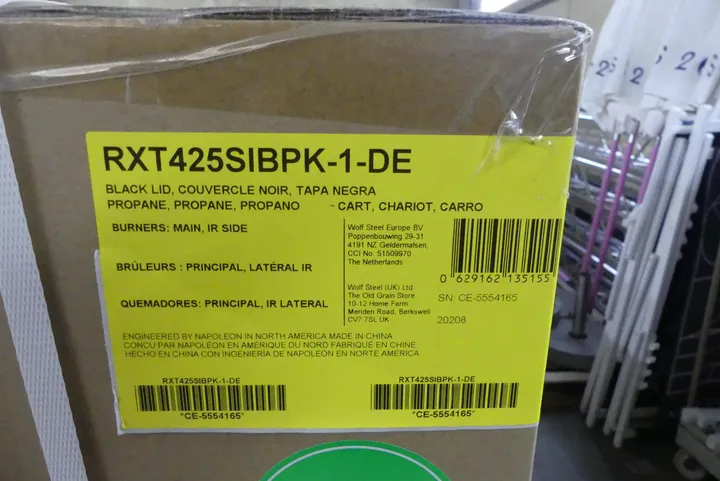 RXT425SIBPK-1-DE
BLACK LID, COUVERCLE NOIR, TAPA NEGRA
PROPANE, PROPANE, PROPANO - CART, CHARIOT, CARRO
BURNERS: MAIN, IR SIDE
BRÛLEURS : PRINCIPAL, LATÉRAL IR
QUEMADORES: PRINCIPAL, IR LATERAL
Wolf Steel Europe BV
Poppenbouwing 29-31
4191 NZ Geldermalsen,
CCI No. 51509970
The Netherlands
Wolf Steel (UK) Ltd.
The Old Grain Store
10-12 Home Farm
Meriden Road, Berkswell
CV7 7SL UK
0 629162 135155
SN: CE-5554165
20208
ENGINEERED BY NAPOLEON IN NORTH AMERICA MADE IN CHINA
CONÇU PAR NAPOLÉON EN AMÉRIQUE DU NORD FABRIQUÉ EN CHINE
HECHO EN CHINA CON INGENIERÍA DE NAPOLEÓN EN NORTE AMÉRICA
RXT425SIBPK-1-DE
*CE-5554165*
RXT425SIBPK-1-DE
*CE-5554165*
26
26